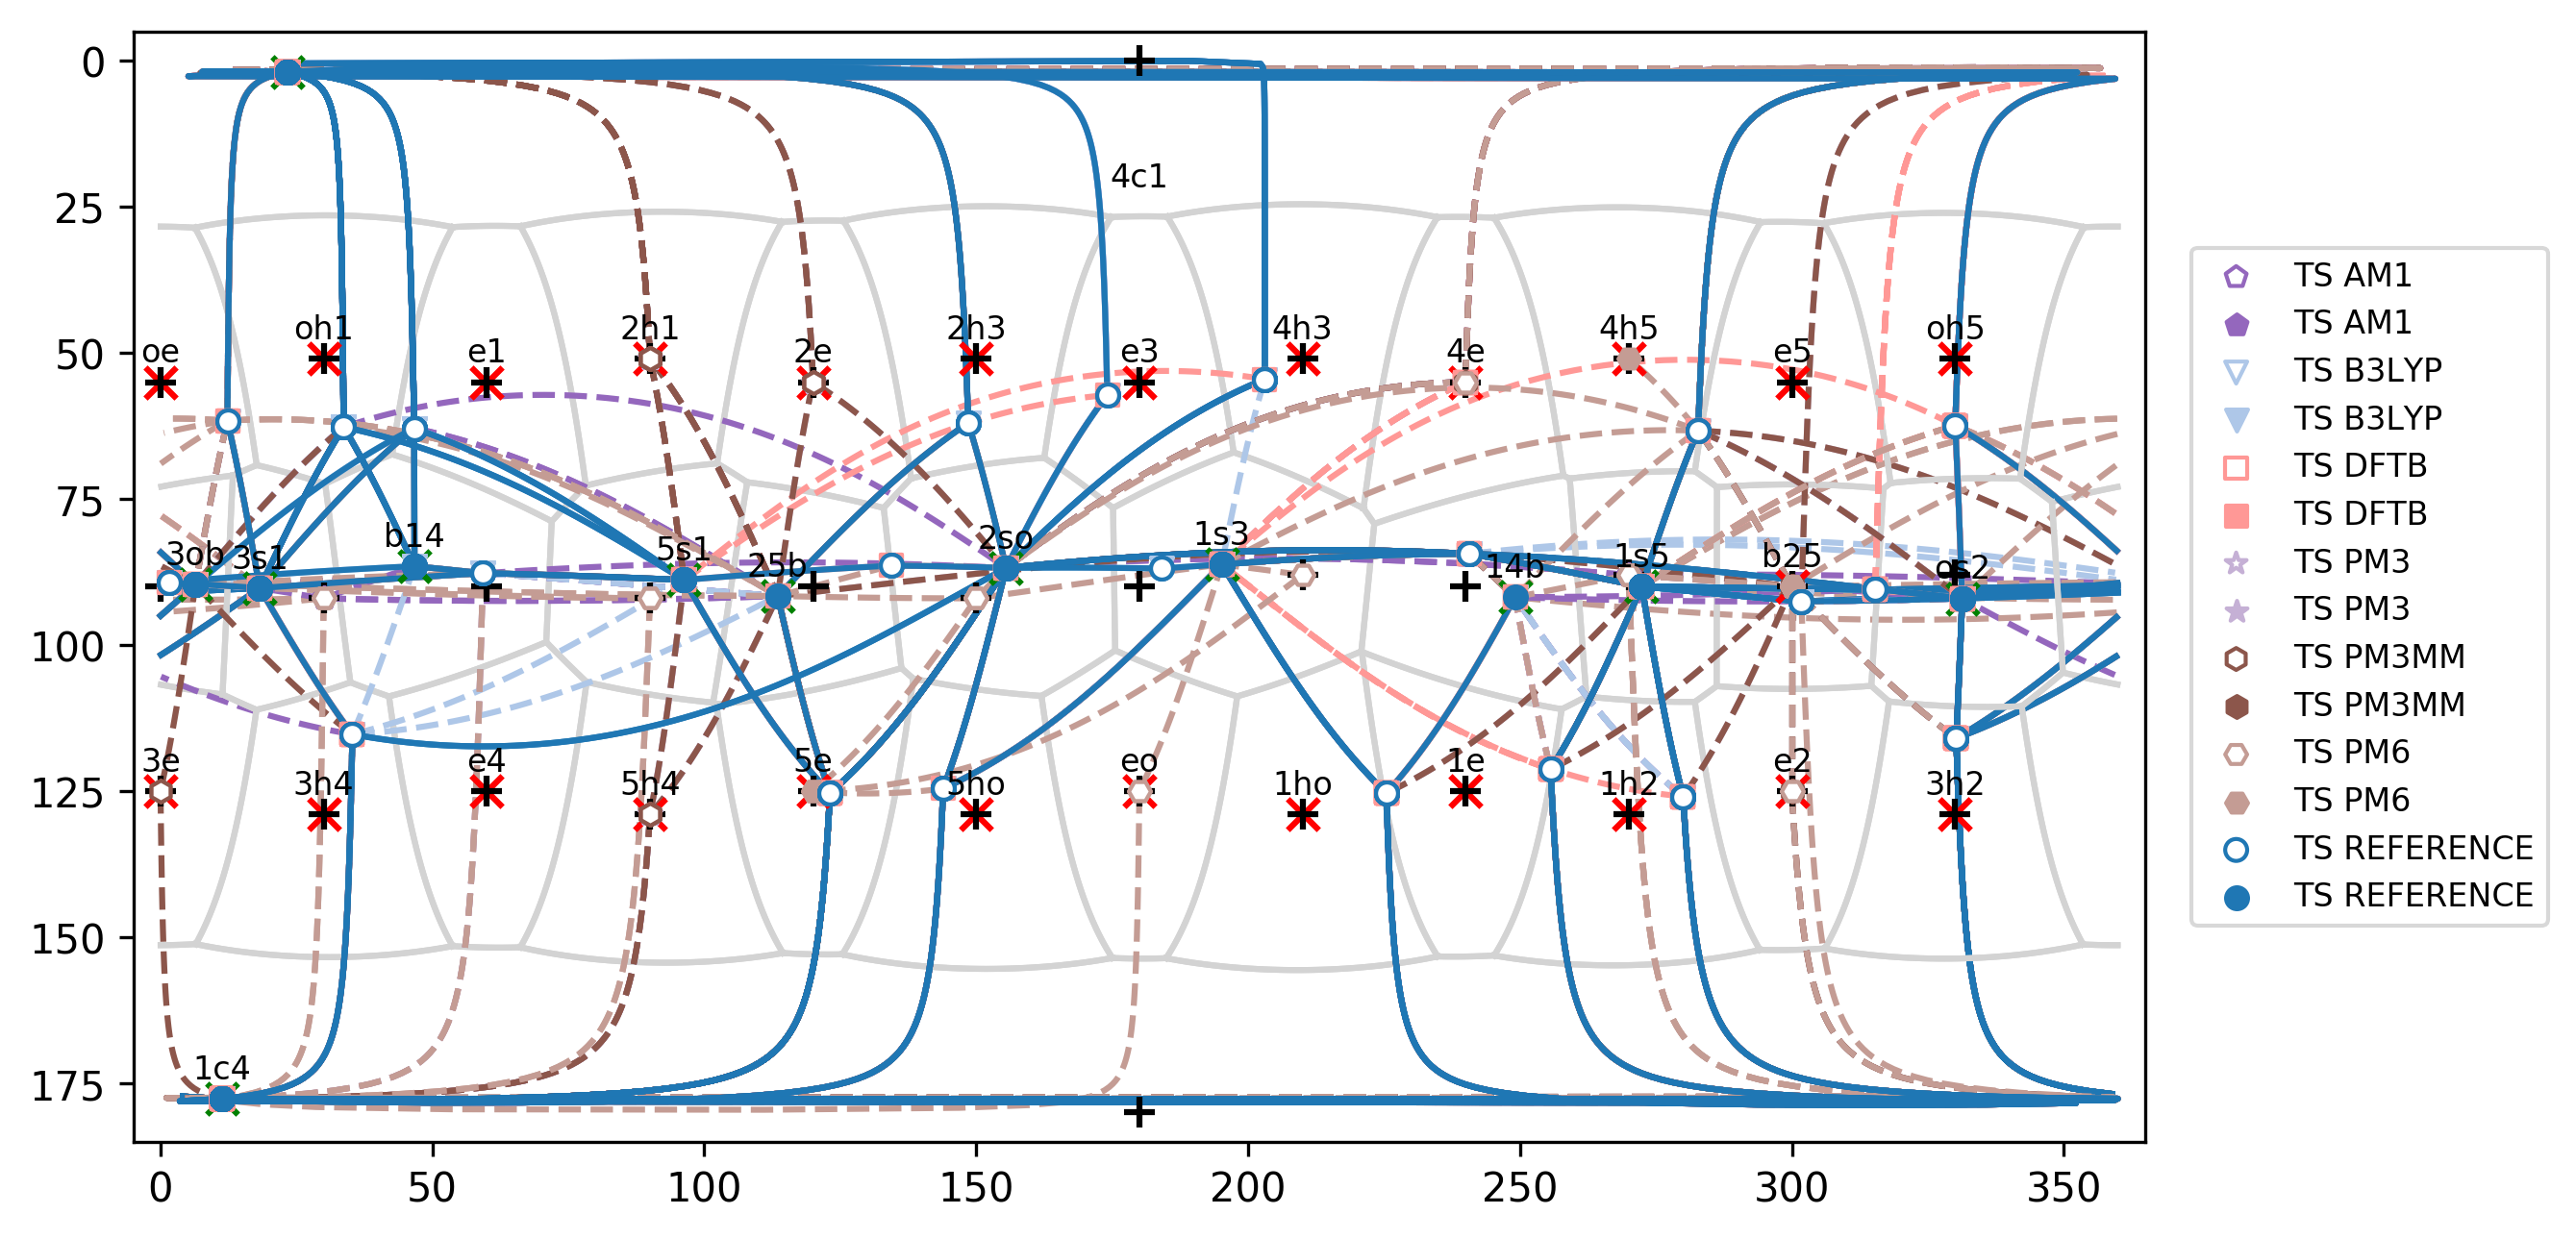 0
25
50
75
100
125
150
175
0
50
100
150
200
250
300
350
4c1
oe
oh1
e1
2h1
2e
2h3
e3
4h3
4e
4h5
e5
oh5
3ob
3s1
b14
5s1
25b
2so
1s3
14b
1s5
b25
os2
3e
3h4
e4
5h4
5e
5ho
eo
1ho
1e
1h2
e2
3h2
1c4
TS AM1
TS AM1
TS B3LYP
TS B3LYP
TS DFTB
TS DFTB
TS PM3
TS PM3
TS PM3MM
TS PM3MM
TS PM6
TS PM6
TS REFERENCE
TS REFERENCE